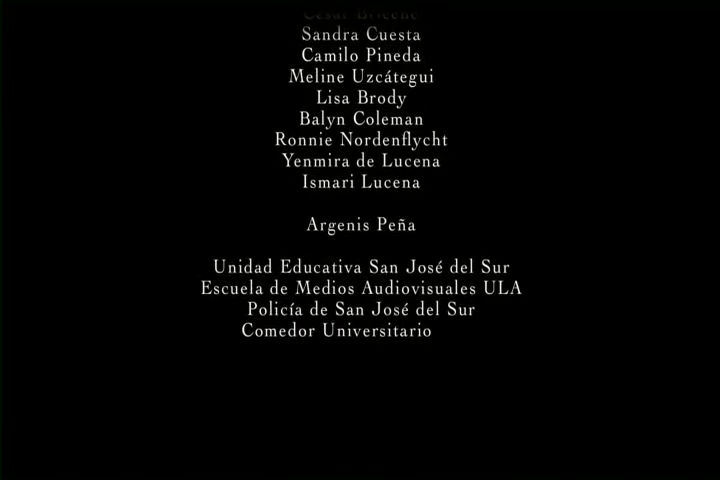 Sandra Cuesta
Camilo Pineda
Meline Uzcátegui
Lisa Brody
Balyn Coleman
Ronnie Nordenflycht
Yenmira de Lucena
Ismari Lucena
Argenis Peña
Unidad Educativa San José del Sur
Escuela de Medios Audiovisuales ULA
Policía de San José del Sur
Comedor Universitario